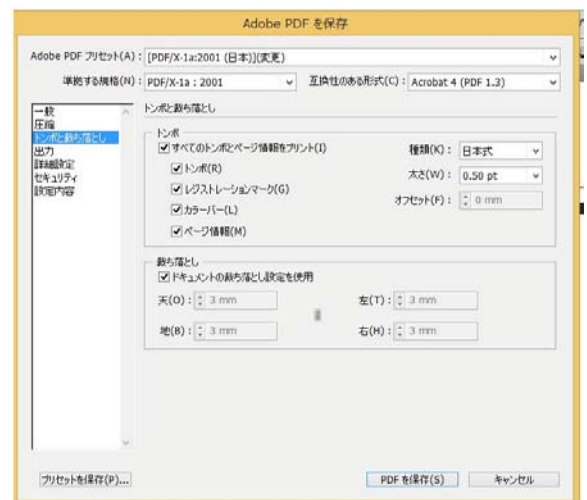 Adobe PDF を保存
Adobe PDF プリセット(A): [PDF/X-1a:2001 (日本)](変更)
準拠する規格(N): PDF/X-1a : 2001 互換性のある形式(C): Acrobat 4 (PDF 1.3)
一般
圧縮
トンボと裁ち落とし
出力
詳細設定
セキュリティ
設定内容
トンボと裁ち落とし
トンボ
すべてのトンボとページ情報をプリント(I)
トンボ(R)
レジストレーションマーク(G)
カラーバー(L)
ページ情報(M)
種類(K): 日本式
太さ(W): 0.50 pt
オフセット(F): 0 mm
裁ち落とし
ドキュメントの裁ち落とし設定を使用
天(O): 3 mm 左(T): 3 mm
地(B): 3 mm 右(H): 3 mm
プリセットを保存(P)... PDF を保存(S) キャンセル